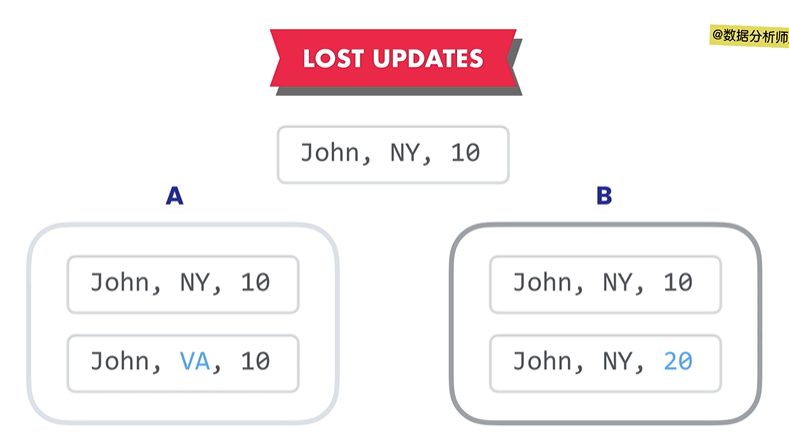 @数据分析师
LOST UPDATES
John, NY, 10
A
B
John, NY, 10
John, VA, 10
John, NY, 10
John, NY, 20